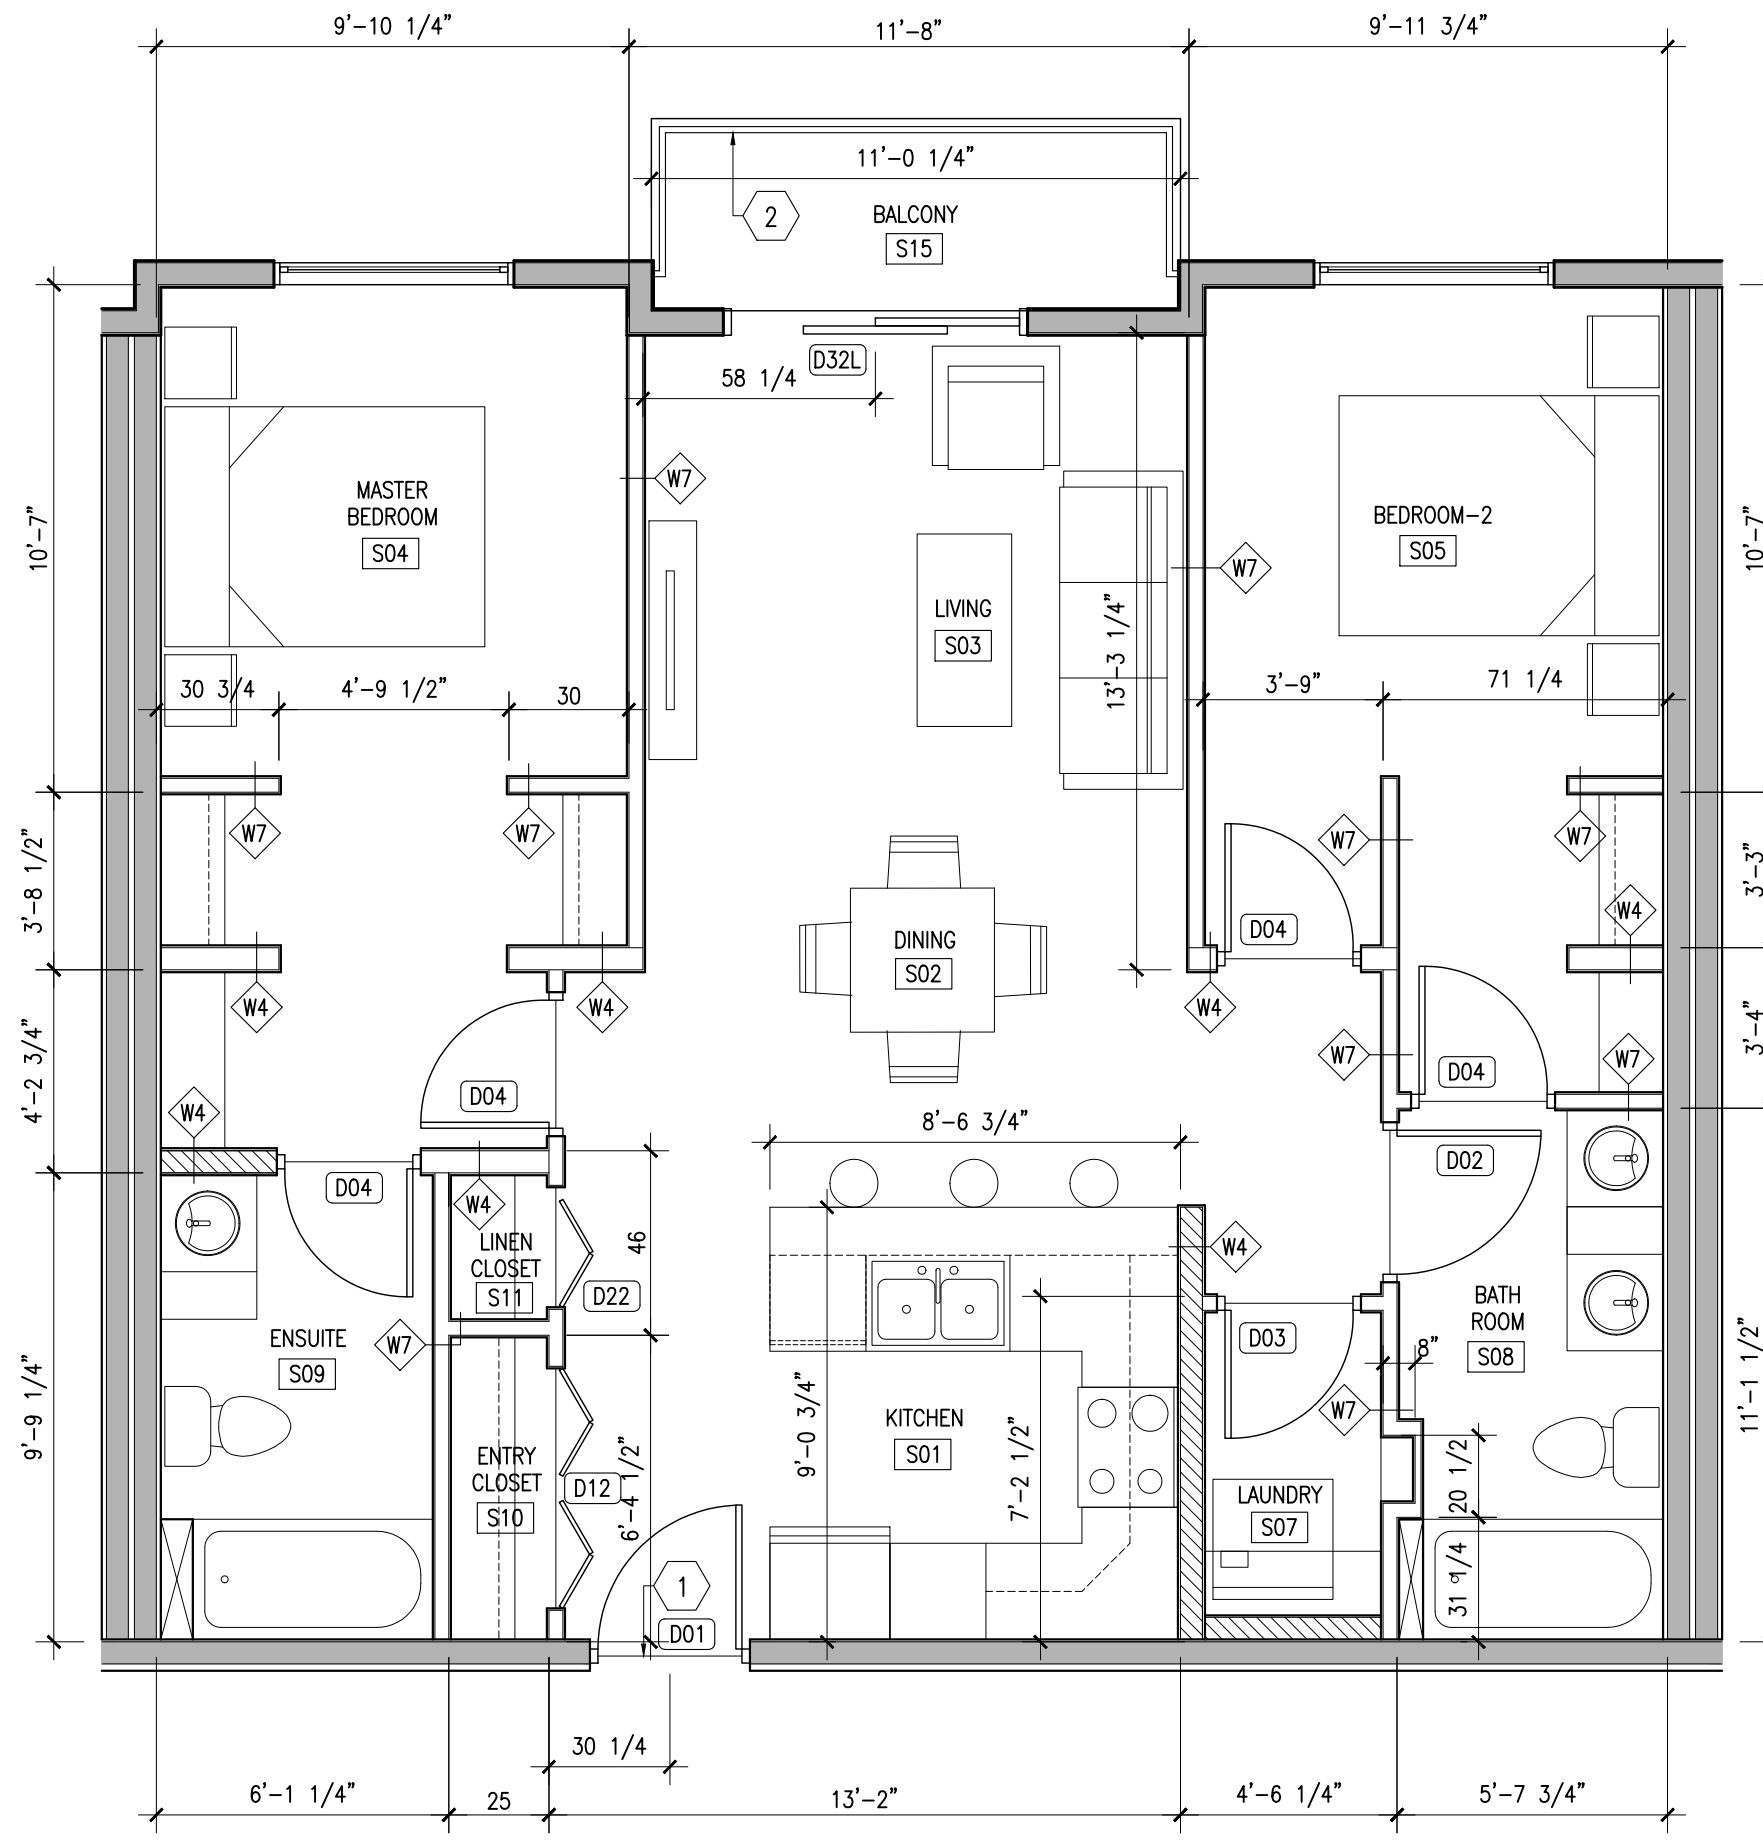 9'-10 1/4"
11'-8"
9'-11 3/4"
11'-0 1/4"
2
BALCONY
S15
D32L
58 1/4
W7
MASTER
BEDROOM
S04
10'-7"
BEDROOM-2
S05
10'-7"
W7
LIVING
S03
13'-3 1/4"
30 3/4
4'-9 1/2"
30
3'-9"
71 1/4
W7
W7
W7
W7
3'-8 1/2"
3'-3"
W4
D04
DINING
S02
W4
W4
W4
W7
W7
4'-2 3/4"
3'-4"
D04
D04
W4
8'-6 3/4"
D02
D04
W4
46
W4
LINEN
CLOSET
S11
D22
ENSUITE
S09
W7
D03
BATH
ROOM
S08
8"
9'-9 1/4"
11'-1 1/2"
W7
KITCHEN
S01
9'-0 3/4"
7'-2 1/2"
ENTRY
CLOSET
S10
D12
6'-4 1/2"
20 1/2
LAUNDRY
S07
31 1/4
1
D01
30 1/4
6'-1 1/4"
25
13'-2"
4'-6 1/4"
5'-7 3/4"